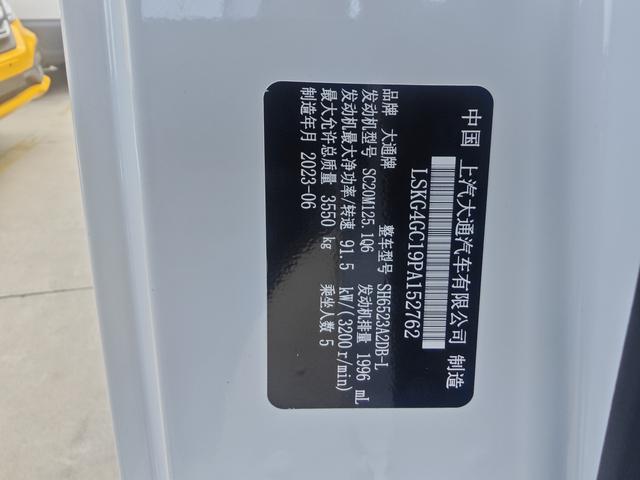 中国 上汽大通汽车有限公司 制造
LSKG4GC19PA152762
品牌 大通牌 整车型号 SH6523A2DB-L
发动机型号 SC20M125.1Q6 发动机排量 1996 mL
发动机最大净功率/转速 91.5 kW/(3200r/min)
最大允许总质量 3550 kg 乘坐人数 5
制造年月 2023-06